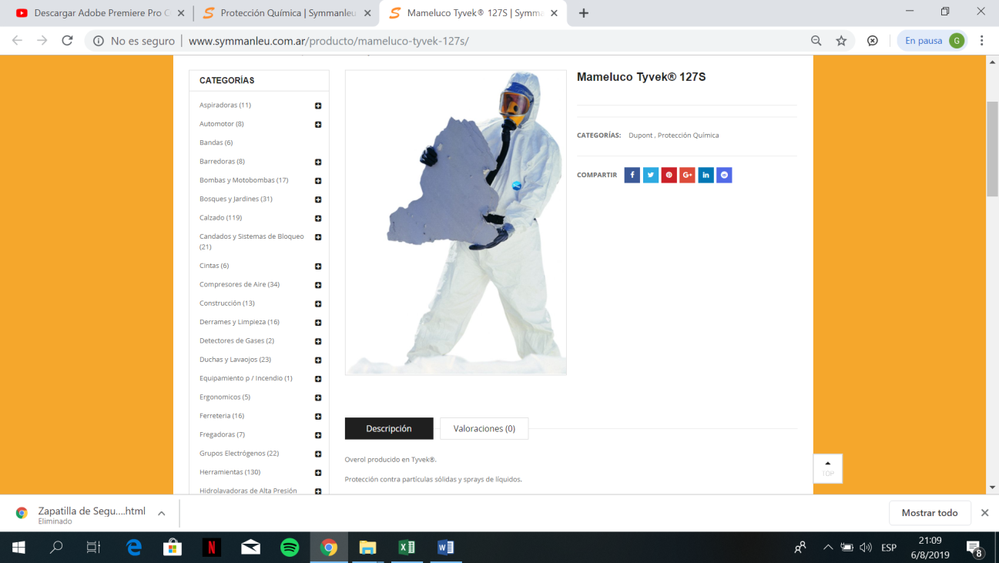 Descargar Adobe Premiere Pro C
Protección Química | Symmanleu
Mameluco Tyvek® 127S | Symma
No es seguro | www.symmanleu.com.ar/producto/mameluco-tyvek-127s/
En pausa G
CATEGORÍAS
Aspiradoras (11)
Automotor (8)
Bandas (6)
Barredoras (8)
Bombas y Motobombas (17)
Bosques y Jardines (31)
Calzado (119)
Candados y Sistemas de Bloqueo
(21)
Cintas (6)
Compresores de Aire (34)
Construcción (13)
Derrames y Limpieza (16)
Detectores de Gases (2)
Duchas y Lavaojos (23)
Equipamiento p / Incendio (1)
Ergonomicos (5)
Ferreteria (16)
Fregadoras (7)
Grupos Electrógenos (22)
Herramientas (130)
Hidrolavadoras de Alta Presión
Mameluco Tyvek® 127S
CATEGORÍAS: Dupont , Protección Química
COMPARTIR
Descripción
Valoraciones (0)
Overol producido en Tyvek®.
Protección contra partículas sólidas y sprays de líquidos.
TOP
Zapatilla de Segu....html
Eliminado
Mostrar todo
ESP
21:09
6/8/2019
8